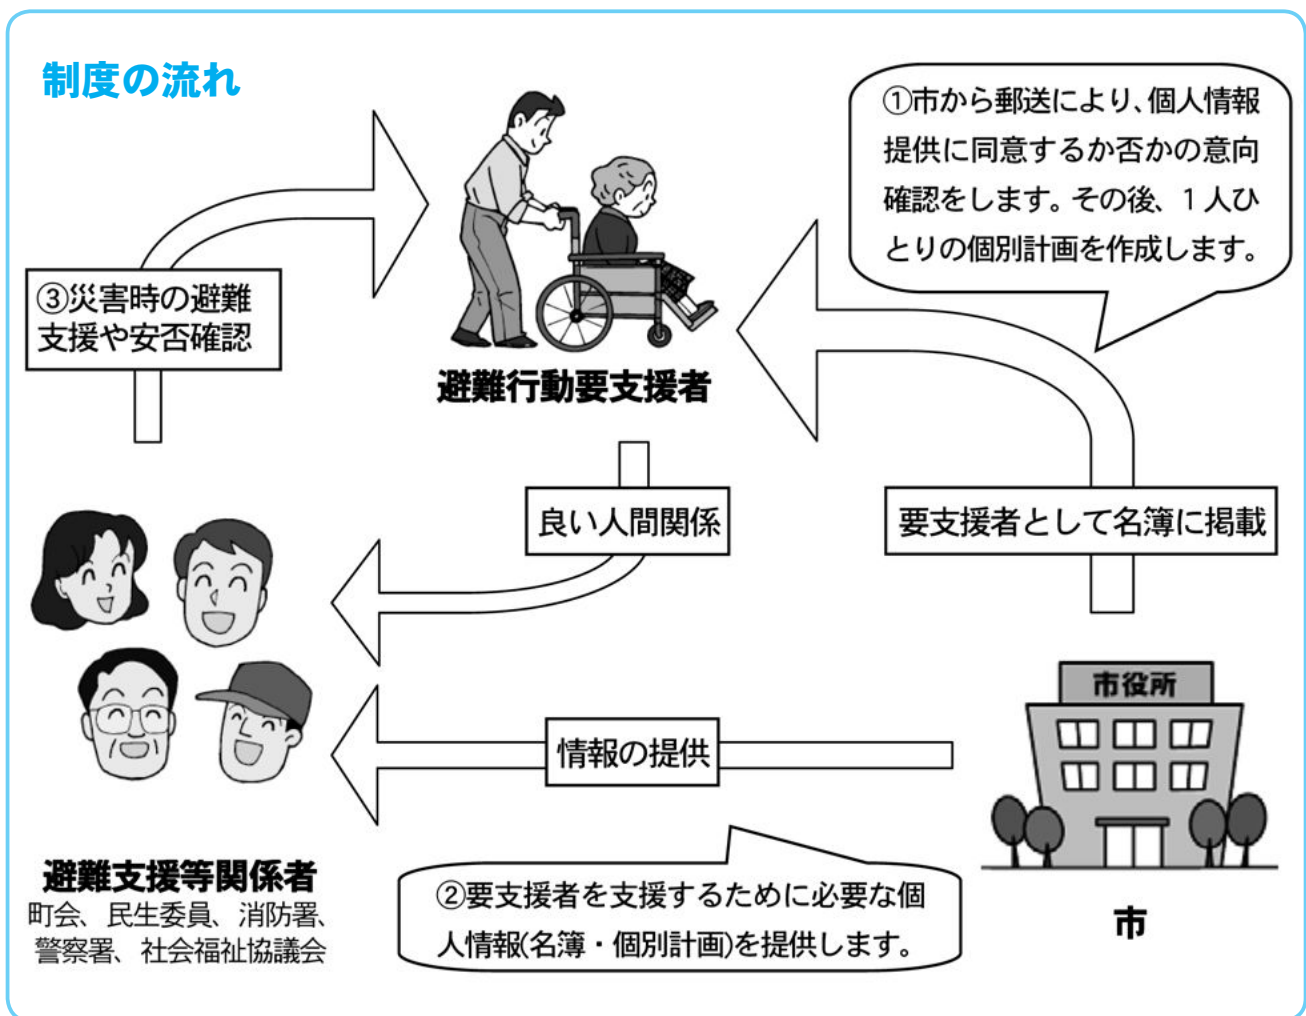 制度の流れ
①市から郵送により、個人情報
提供に同意するか否かの意向
確認をします。その後、1人ひ
とりの個別計画を作成します。
③災害時の避難
支援や安否確認
避難行動要支援者
良い人間関係
要支援者として名簿に掲載
市役所
情報の提供
避難支援等関係者
町会、民生委員、消防署、
警察署、社会福祉協議会
②要支援者を支援するために必要な個
人情報(名簿・個別計画)を提供します。
市